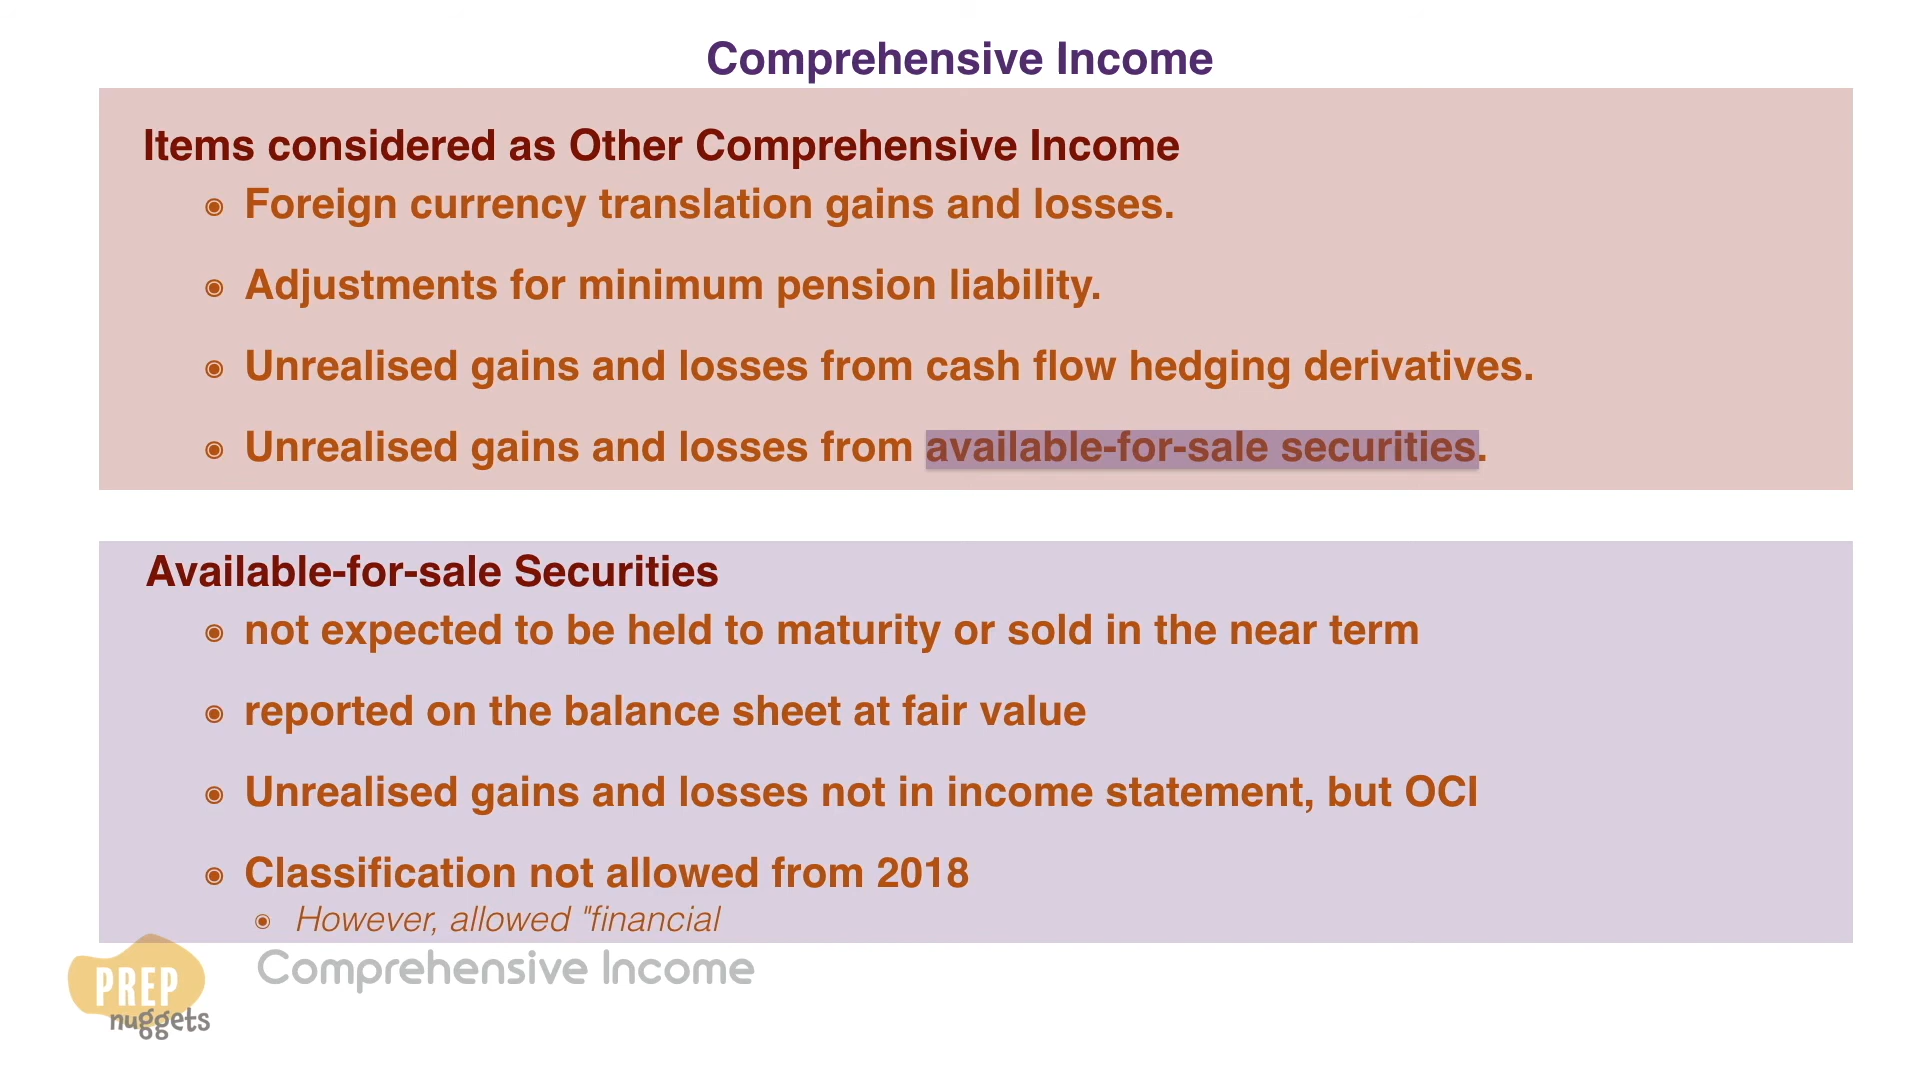 Comprehensive Income
Items considered as Other Comprehensive Income
Foreign currency translation gains and losses.
Adjustments for minimum pension liability.
Unrealised gains and losses from cash flow hedging derivatives.
Unrealised gains and losses from available-for-sale securities.
Available-for-sale Securities
not expected to be held to maturity or sold in the near term
reported on the balance sheet at fair value
Unrealised gains and losses not in income statement, but OCI
Classification not allowed from 2018
However, allowed "financial
Comprehensive Income
PREP
nuggets